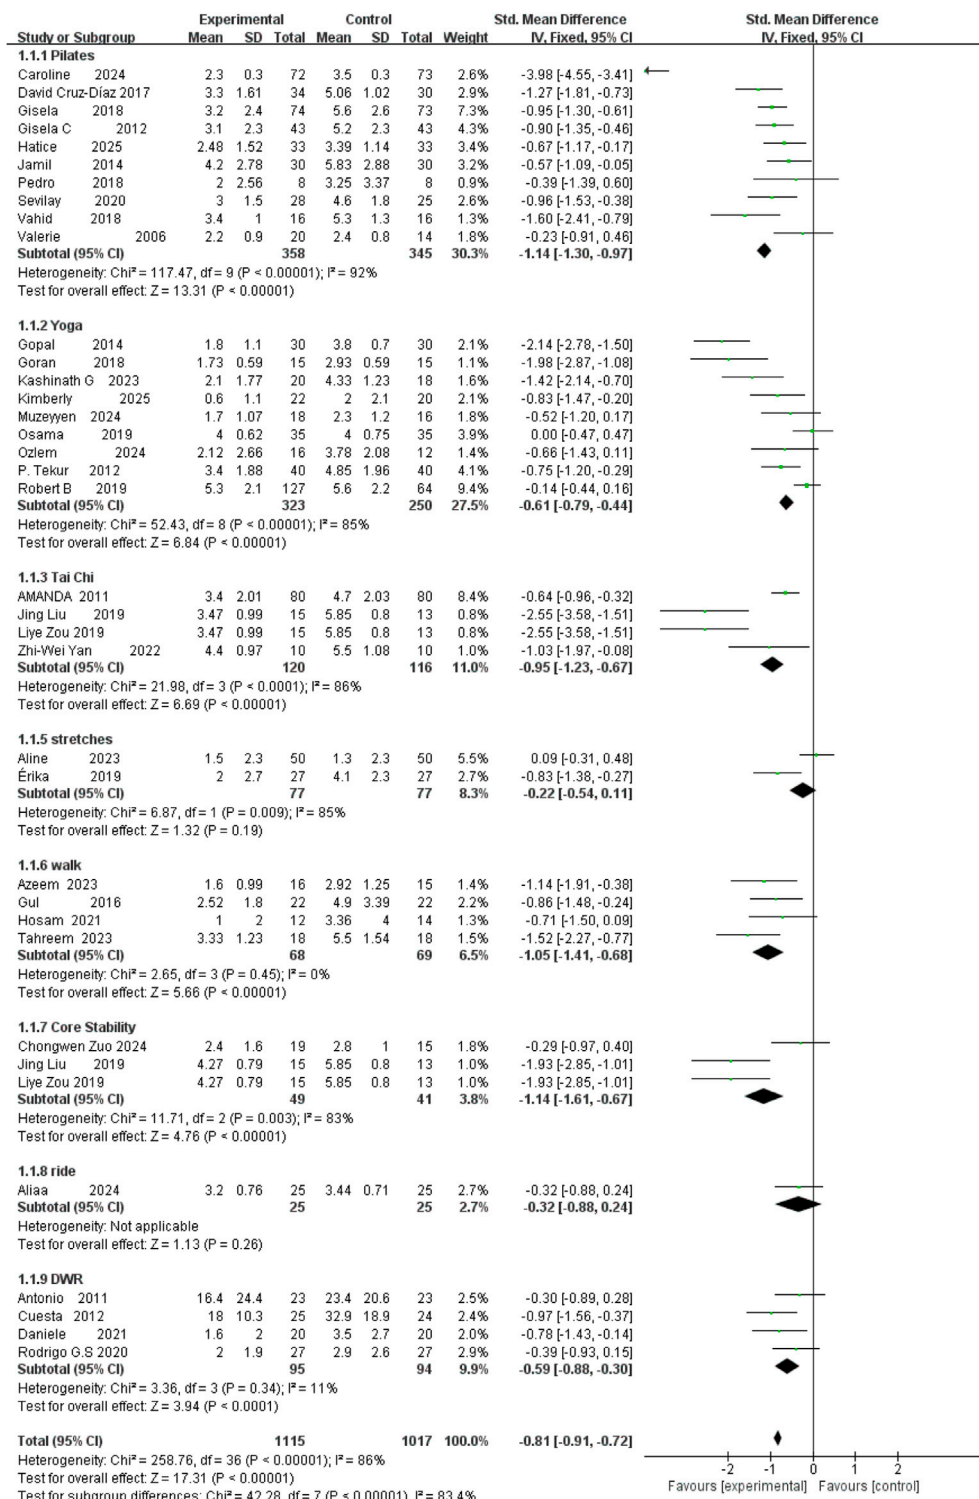 Experimental Control Std. Mean Difference Std. Mean Difference
Study or Subgroup Mean SD Total Mean SD Total Weight IV, Fixed, 95% CI IV, Fixed, 95% CI
1.1.1 Pilates
Caroline 2024 2.3 0.3 72 3.5 0.3 73 2.6% -3.98 [-4.55, -3.41]
David Cruz-Díaz 2017 3.3 1.61 34 5.06 1.02 30 2.9% -1.27 [-1.81, -0.73]
Gisela 2018 3.2 2.4 74 5.6 2.6 73 7.3% -0.95 [-1.30, -0.61]
Gisela C 2012 3.1 2.3 43 5.2 2.3 43 4.4% -0.90 [-1.35, -0.46]
Hatice 2025 2.48 1.52 33 3.39 1.14 33 3.6% -0.67 [-1.17, -0.17]
Jamil 2014 4.2 2.78 30 5.83 2.88 30 3.4% -0.57 [-1.09, -0.05]
Pedro 2018 2 2.56 8 3.25 3.37 8 0.9% -0.39 [-1.39, 0.60]
Sevilay 2020 3 1.5 28 4.6 1.8 25 2.6% -0.96 [-1.53, -0.38]
Vahid 2018 3.4 1 16 5.3 1.3 16 1.4% -1.60 [-2.41, -0.79]
Valerie 2006 2.2 0.9 20 2.4 0.8 14 1.8% -0.23 [-0.91, 0.46]
Subtotal (95% CI) 358 345 30.3% -1.14 [-1.30, -0.97]
Heterogeneity: Chi² = 117.47, df = 9 (P < 0.00001); I² = 92%
Test for overall effect: Z = 13.31 (P < 0.00001)
1.1.2 Yoga
Gopal 2014 1.8 1.1 30 3.8 0.7 30 2.1% -2.14 [-2.78, -1.50]
Goran 2018 1.73 0.59 15 2.93 0.59 15 1.1% -1.98 [-2.87, -1.08]
Kashinath G 2023 2.1 1.77 20 4.33 1.23 18 1.6% -1.42 [-2.14, -0.70]
Kimberly 2025 0.6 1.1 22 2 2.1 20 2.1% -0.83 [-1.47, -0.20]
Muzeyyen 2024 1.7 1.07 18 2.3 1.2 16 1.8% -0.52 [-1.20, 0.17]
Osama 2019 4 0.62 35 4 0.75 35 3.9% 0.00 [-0.47, 0.47]
Ozlem 2024 2.12 2.66 16 3.78 2.08 12 1.4% -0.66 [-1.43, 0.11]
P. Tekur 2012 3.4 1.88 40 4.85 1.96 40 4.1% -0.75 [-1.20, -0.29]
Robert B 2019 5.3 2.1 127 5.6 2.2 64 9.4% -0.14 [-0.44, 0.16]
Subtotal (95% CI) 323 250 27.5% -0.61 [-0.79, -0.44]
Heterogeneity: Chi² = 52.43, df = 8 (P < 0.00001); I² = 85%
Test for overall effect: Z = 6.84 (P < 0.00001)
1.1.3 Tai Chi
AMANDA 2011 3.4 2.01 80 4.7 2.03 80 8.4% -0.64 [-0.96, -0.32]
Jing Liu 2019 3.47 0.99 15 5.85 0.8 13 0.8% -2.55 [-3.58, -1.51]
Liye Zou 2019 3.47 0.99 15 5.85 0.8 13 0.8% -2.55 [-3.58, -1.51]
Zhi-Wei Yan 2022 4.4 0.97 10 5.5 1.08 10 1.0% -1.03 [-1.97, -0.08]
Subtotal (95% CI) 120 116 11.0% -0.95 [-1.23, -0.67]
Heterogeneity: Chi² = 21.98, df = 3 (P < 0.0001); I² = 86%
Test for overall effect: Z = 6.69 (P < 0.00001)
1.1.5 stretches
Aline 2023 1.5 2.3 50 1.3 2.3 50 5.5% 0.09 [-0.31, 0.48]
Érika 2019 2 2.7 27 4.1 2.3 27 2.7% -0.83 [-1.38, -0.27]
Subtotal (95% CI) 77 77 8.3% -0.22 [-0.54, 0.11]
Heterogeneity: Chi² = 6.87, df = 1 (P = 0.009); I² = 85%
Test for overall effect: Z = 1.32 (P = 0.19)
1.1.6 walk
Azeem 2023 1.6 0.99 16 2.92 1.25 15 1.4% -1.14 [-1.91, -0.38]
Gul 2016 2.52 1.8 22 4.9 3.39 22 2.2% -0.86 [-1.48, -0.24]
Hosam 2021 1 2 12 3.36 4 14 1.3% -0.71 [-1.50, 0.09]
Tahreem 2023 3.33 1.23 18 5.5 1.54 18 1.5% -1.52 [-2.27, -0.77]
Subtotal (95% CI) 68 69 6.5% -1.05 [-1.41, -0.68]
Heterogeneity: Chi² = 2.65, df = 3 (P = 0.45); I² = 0%
Test for overall effect: Z = 5.66 (P < 0.00001)
1.1.7 Core Stability
Chongwen Zuo 2024 2.4 1.6 19 2.8 1 15 1.8% -0.29 [-0.97, 0.40]
Jing Liu 2019 4.27 0.79 15 5.85 0.8 13 1.0% -1.93 [-2.85, -1.01]
Liye Zou 2019 4.27 0.79 15 5.85 0.8 13 1.0% -1.93 [-2.85, -1.01]
Subtotal (95% CI) 49 41 3.8% -1.14 [-1.61, -0.67]
Heterogeneity: Chi² = 11.71, df = 2 (P = 0.003); I² = 83%
Test for overall effect: Z = 4.76 (P < 0.00001)
1.1.8 ride
Aliaa 2024 3.2 0.76 25 3.44 0.71 25 2.7% -0.32 [-0.88, 0.24]
Subtotal (95% CI) 25 25 2.7% -0.32 [-0.88, 0.24]
Heterogeneity: Not applicable
Test for overall effect: Z = 1.13 (P = 0.26)
1.1.9 DWR
Antonio 2011 16.4 24.4 23 23.4 20.6 23 2.5% -0.30 [-0.89, 0.28]
Cuesta 2012 18 10.3 25 32.9 18.9 24 2.4% -0.97 [-1.56, -0.37]
Daniele 2021 1.6 2 20 3.5 2.7 20 2.0% -0.78 [-1.43, -0.14]
Rodrigo G.S 2020 2 1.9 27 2.9 2.6 27 2.9% -0.39 [-0.93, 0.15]
Subtotal (95% CI) 95 94 9.9% -0.59 [-0.88, -0.30]
Heterogeneity: Chi² = 3.36, df = 3 (P = 0.34); I² = 11%
Test for overall effect: Z = 3.94 (P < 0.0001)
Total (95% CI) 1115 1017 100.0% -0.81 [-0.91, -0.72]
Heterogeneity: Chi² = 258.76, df = 36 (P < 0.00001); I² = 86%
Test for overall effect: Z = 17.31 (P < 0.00001)
Test for subgroup differences: Chi² = 42.28, df = 7 (P < 0.00001), I² = 83.4%
-2 -1 0 1 2
Favours [experimental] Favours [control]